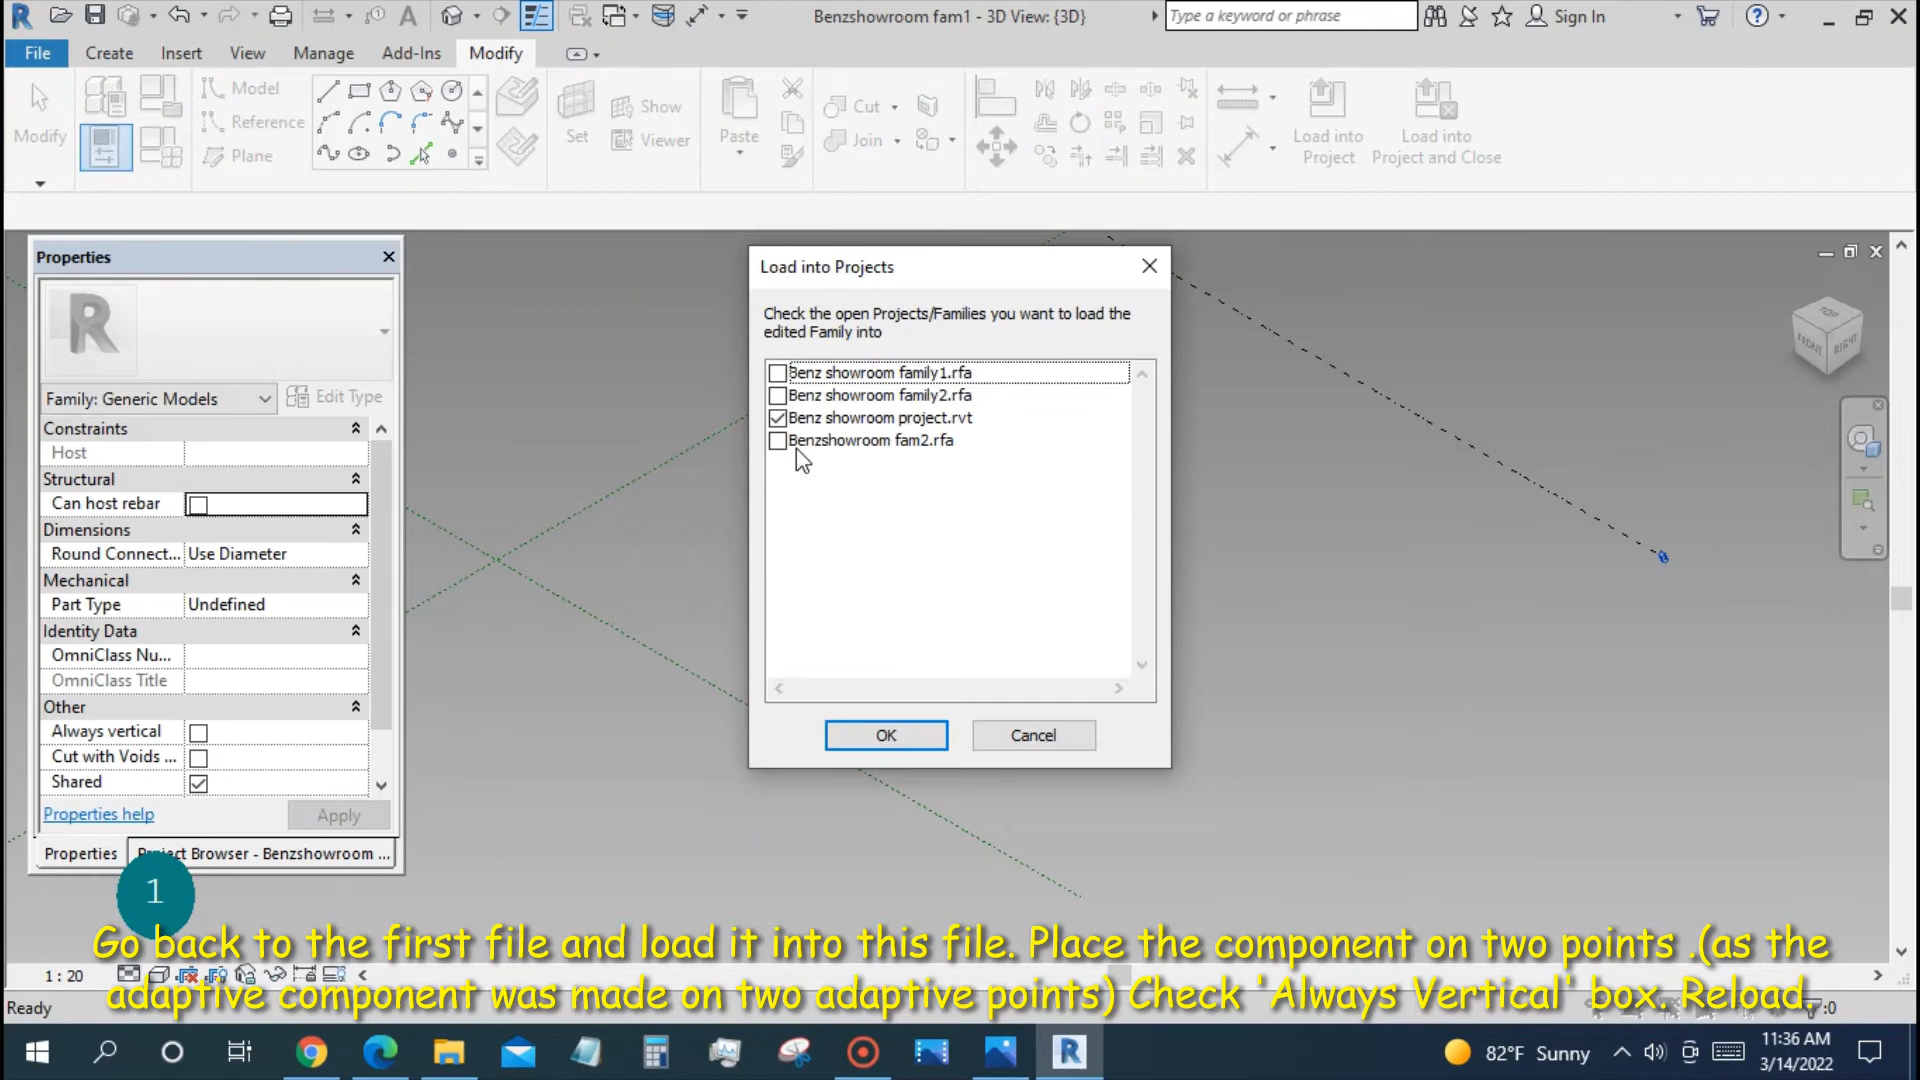 Benzshowroom fam1 - 3D View: {3D}
Type a keyword or phrase
Sign In
File Create Insert View Manage Add-Ins Modify
Modify
Model
Reference
Plane
Set
Show
Viewer
Paste
Cut
Join
Load into
Project
Load into
Project and Close
Properties
R
Family: Generic Models
Edit Type
Constraints
Host
Structural
Can host rebar
Dimensions
Round Connect... Use Diameter
Mechanical
Part Type Undefined
Identity Data
OmniClass Nu...
OmniClass Title
Other
Always vertical
Cut with Voids ...
Shared
Properties help
Apply
Properties
Project Browser - Benzshowroom ...
Load into Projects
Check the open Projects/Families you want to load the
edited Family into
Benz showroom family1.rfa
Benz showroom family2.rfa
Benz showroom project.rvt
Benzshowroom fam2.rfa
OK
Cancel
TOP
FRONT
RIGHT
1
Go back to the first file and load it into this file. Place the component on two points .(as the
adaptive component was made on two adaptive points) Check 'Always Vertical' box. Reload.
1 : 20
Ready
:0
82°F Sunny
11:36 AM
3/14/2022